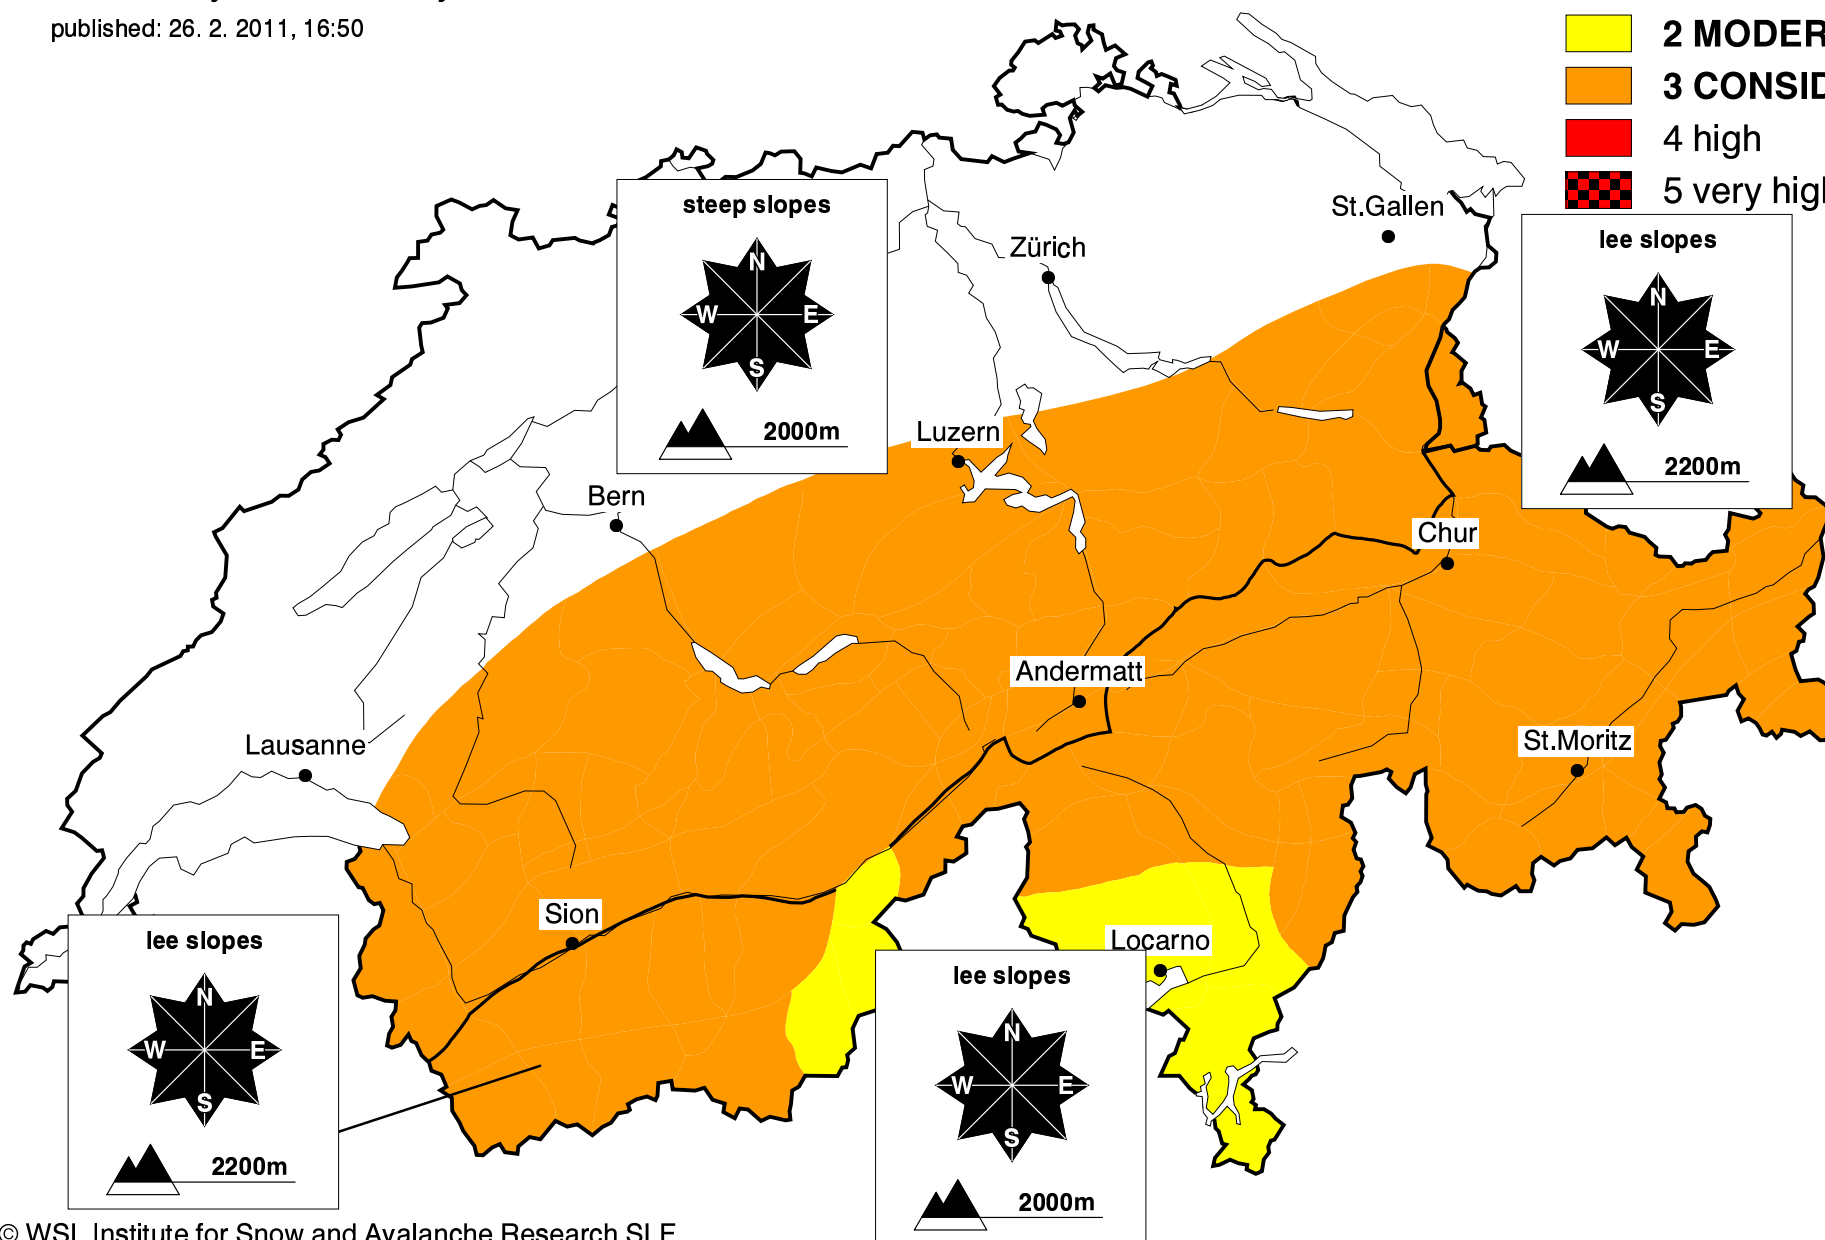 published: 26. 2. 2011, 16:50
2 MODER
3 CONSID
4 high
5 very hig
steep slopes
N
W E
S
2000m
St.Gallen
Zürich
lee slopes
N
W E
S
2200m
Luzern
Bern
Chur
Andermatt
Lausanne
St.Moritz
Sion
Locarno
lee slopes
N
W E
S
2200m
lee slopes
N
W E
S
2000m
© WSL Institute for Snow and Avalanche Research SLF